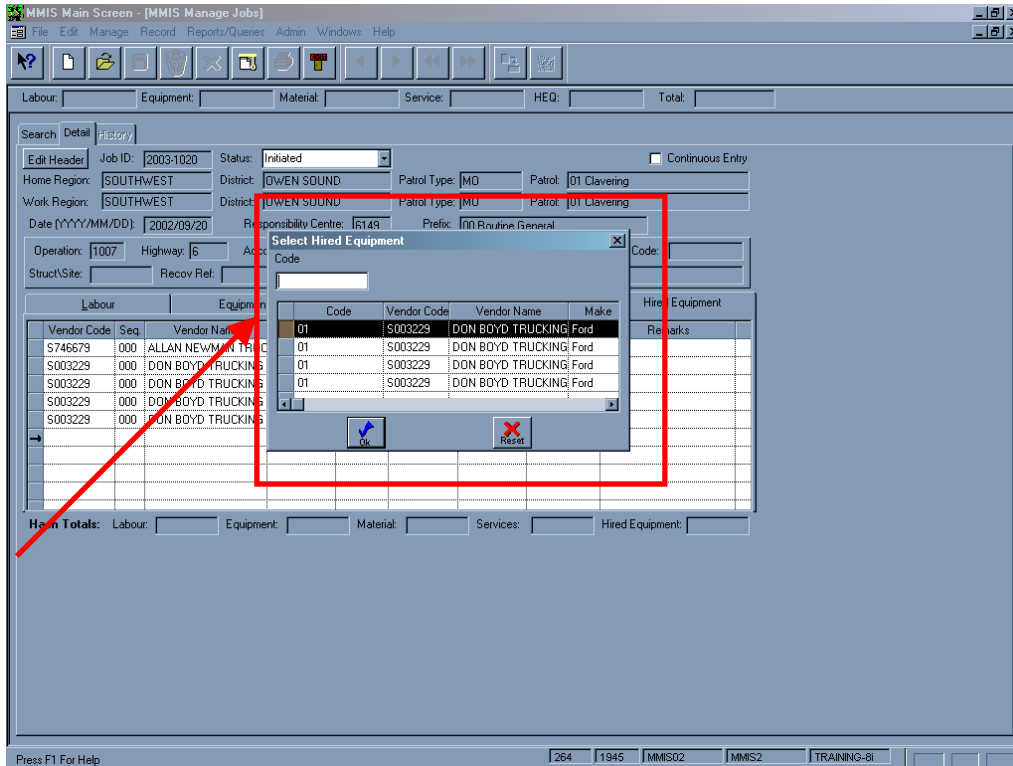 MMIS Main Screen - [MMIS Manage Jobs]
File Edit Manage Record Reports/Queries Admin Windows Help
EXIT
Labour: Equipment: Material: Service: HEQ: Total:
Search Detail History
Edit Header Job ID: 2003-1020 Status: Initiated Continuous Entry
Home Region: SOUTHWEST District: OWEN SOUND Patrol Type: MO Patrol: 01 Clavering
Work Region: SOUTHWEST District: OWEN SOUND Patrol Type: MO Patrol: 01 Clavering
Date (YYYY/MM/DD): 2002/09/20 Responsibility Centre: 6149 Prefix: 00 Routine General
Operation: 1007 Highway: 6 Code:
Struct\Site: Recov Ref:
Labour Hired Equipment
Vendor Code Seq. Vendor Remarks
S746679 000 ALLAN NEWMAN
S003229 000 DON BOYD TRUCKING
S003229 000 DON BOYD TRUCKING
S003229 000 DON BOYD TRUCKING
S003229 000 DON BOYD TRUCKING
Select Hired Equipment
Code
Code Vendor Code Vendor Name Make
01 S003229 DON BOYD TRUCKING Ford
01 S003229 DON BOYD TRUCKING Ford
01 S003229 DON BOYD TRUCKING Ford
01 S003229 DON BOYD TRUCKING Ford
Ok Reset
Hash Totals: Labour: Equipment: Material: Services: Hired Equipment:
Press F1 For Help 264 1945 MMIS02 MMIS2 TRAINING-8i